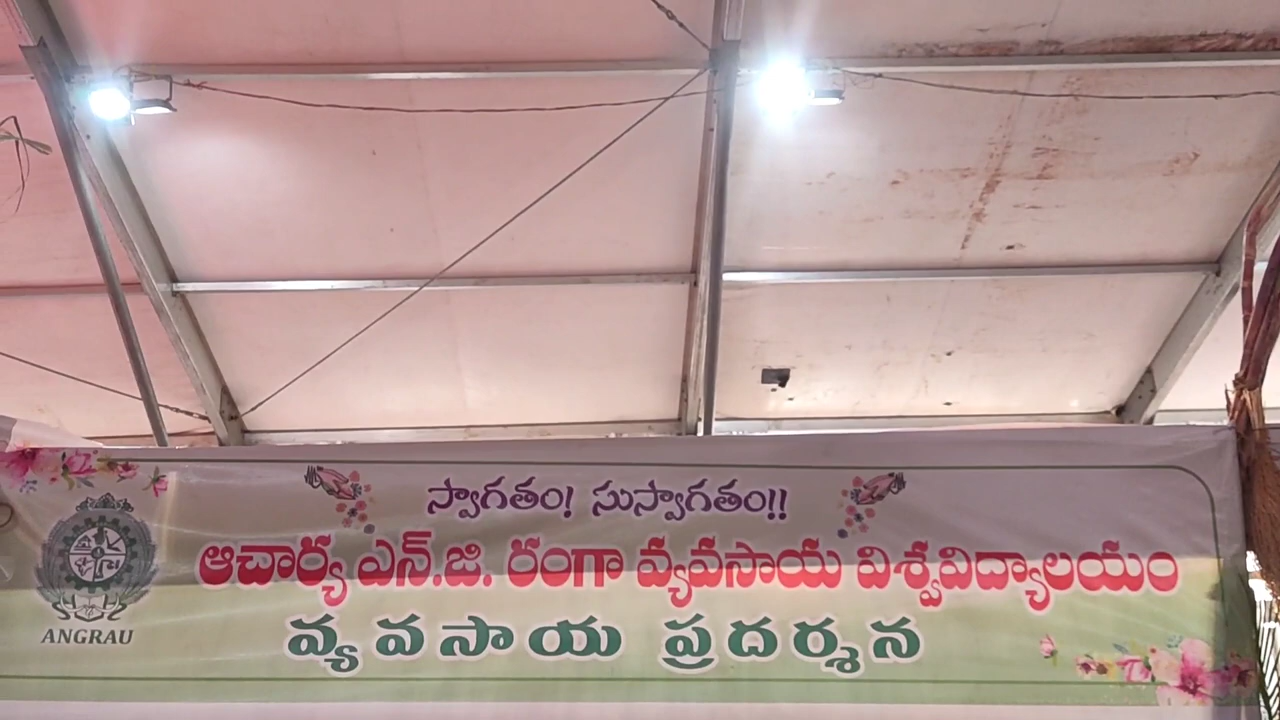 స్వాగతం! సుస్వాగతం!!
ఆచార్య ఎన్.జి. రంగా వ్యవసాయ విశ్వవిద్యాలయం
వ్యవసాయ ప్రదర్శన
ANGRAU